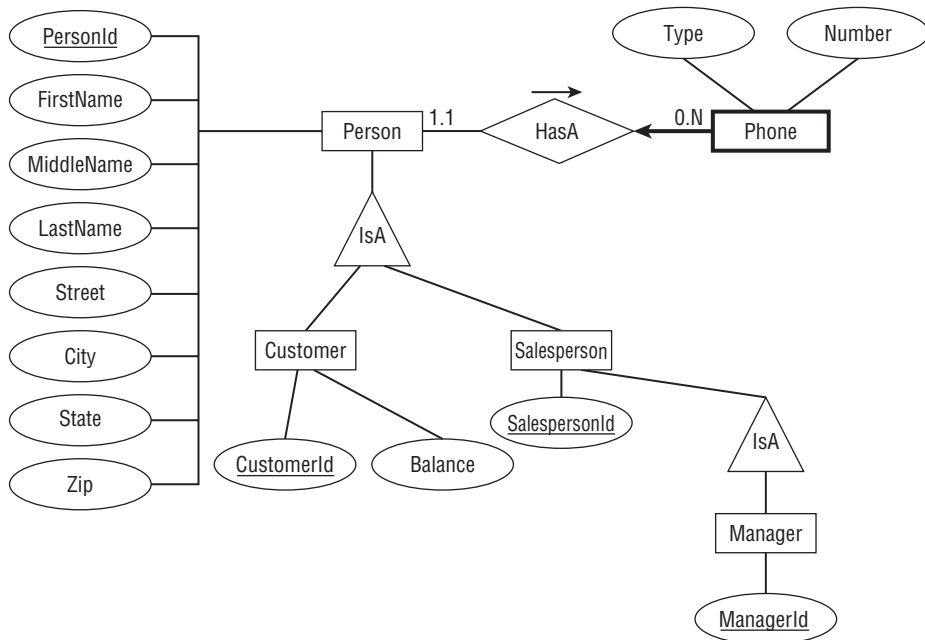 PersonId
Type
Number
FirstName
Person
1.1
HasA
0.N
Phone
MiddleName
LastName
IsA
Street
City
Customer
Salesperson
State
SalespersonId
IsA
Zip
CustomerId
Balance
Manager
ManagerId